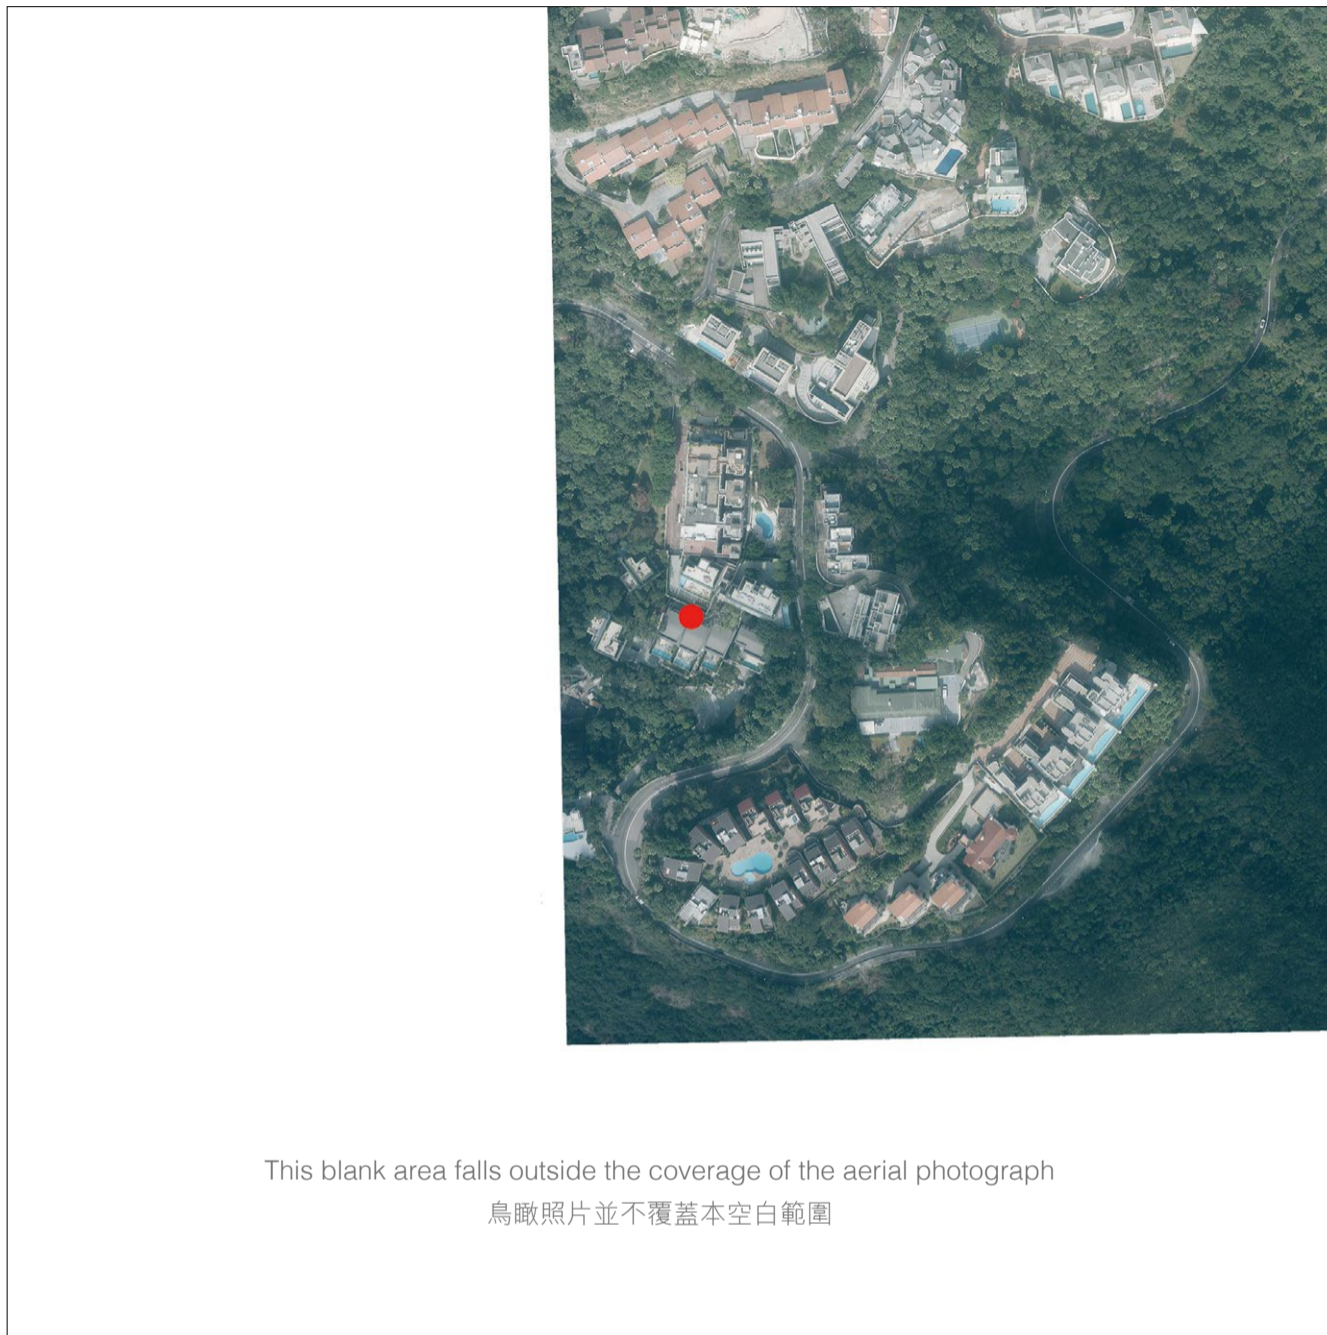 This blank area falls outside the coverage of the aerial photograph
鳥瞰照片並不覆蓋本空白範圍